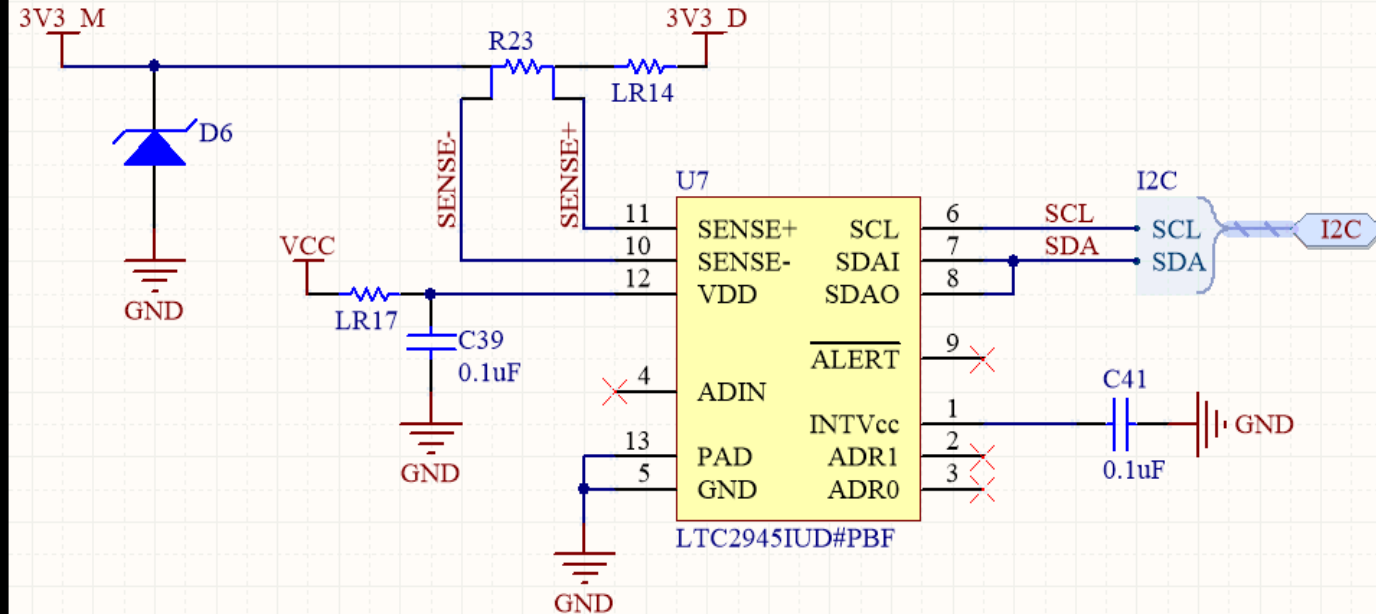 3V3_M
3V3_D
R23
LR14
D6
SENSE-
SENSE+
GND
VCC
LR17
C39
0.1uF
GND
U7
11
SENSE+
10
SENSE-
12
VDD
4
ADIN
13
PAD
5
GND
SCL
6
SDAI
7
SDAO
8
ALERT
9
INTVcc
1
ADR1
2
ADR0
3
LTC2945IUD#PBF
GND
SCL
SDA
I2C
SCL
SDA
I2C
C41
0.1uF
GND